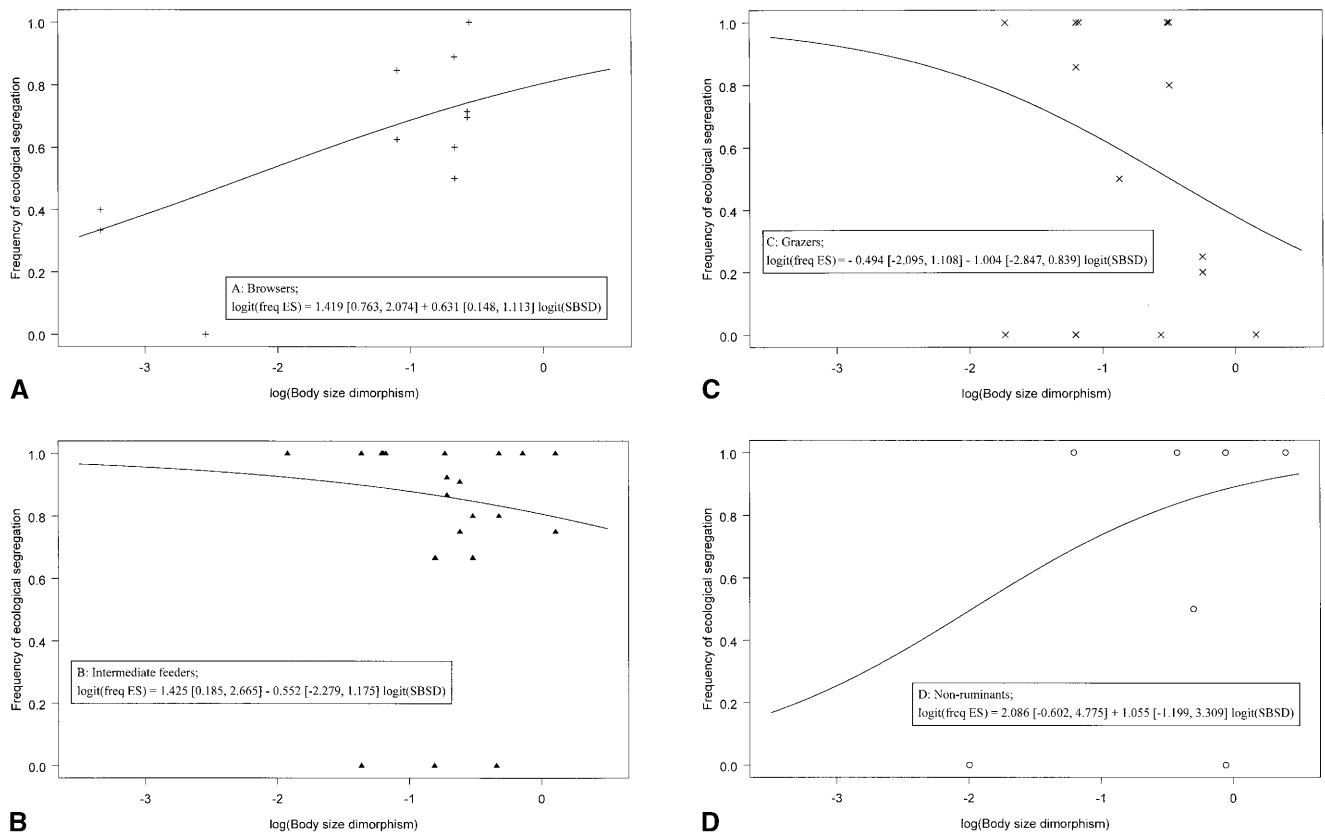 Frequency of ecological segregation
1.0
0.8
0.6
0.4
0.2
0.0
A: Browsers;
logit(freq ES) = 1.419 [0.763, 2.074] + 0.631 [0.148, 1.113] logit(SBSD)
-3 -2 -1 0
log(Body size dimorphism)
A
Frequency of ecological segregation
1.0
0.8
0.6
0.4
0.2
0.0
C: Grazers;
logit(freq ES) = - 0.494 [-2.095, 1.108] - 1.004 [-2.847, 0.839] logit(SBSD)
-3 -2 -1 0
log(Body size dimorphism)
C
Frequency of ecological segregation
1.0
0.8
0.6
0.4
0.2
0.0
B: Intermediate feeders;
logit(freq ES) = 1.425 [0.185, 2.665] - 0.552 [-2.279, 1.175] logit(SBSD)
-3 -2 -1 0
log(Body size dimorphism)
B
Frequency of ecological segregation
1.0
0.8
0.6
0.4
0.2
0.0
D: Non-ruminants;
logit(freq ES) = 2.086 [-0.602, 4.775] + 1.055 [-1.199, 3.309] logit(SBSD)
-3 -2 -1 0
log(Body size dimorphism)
D